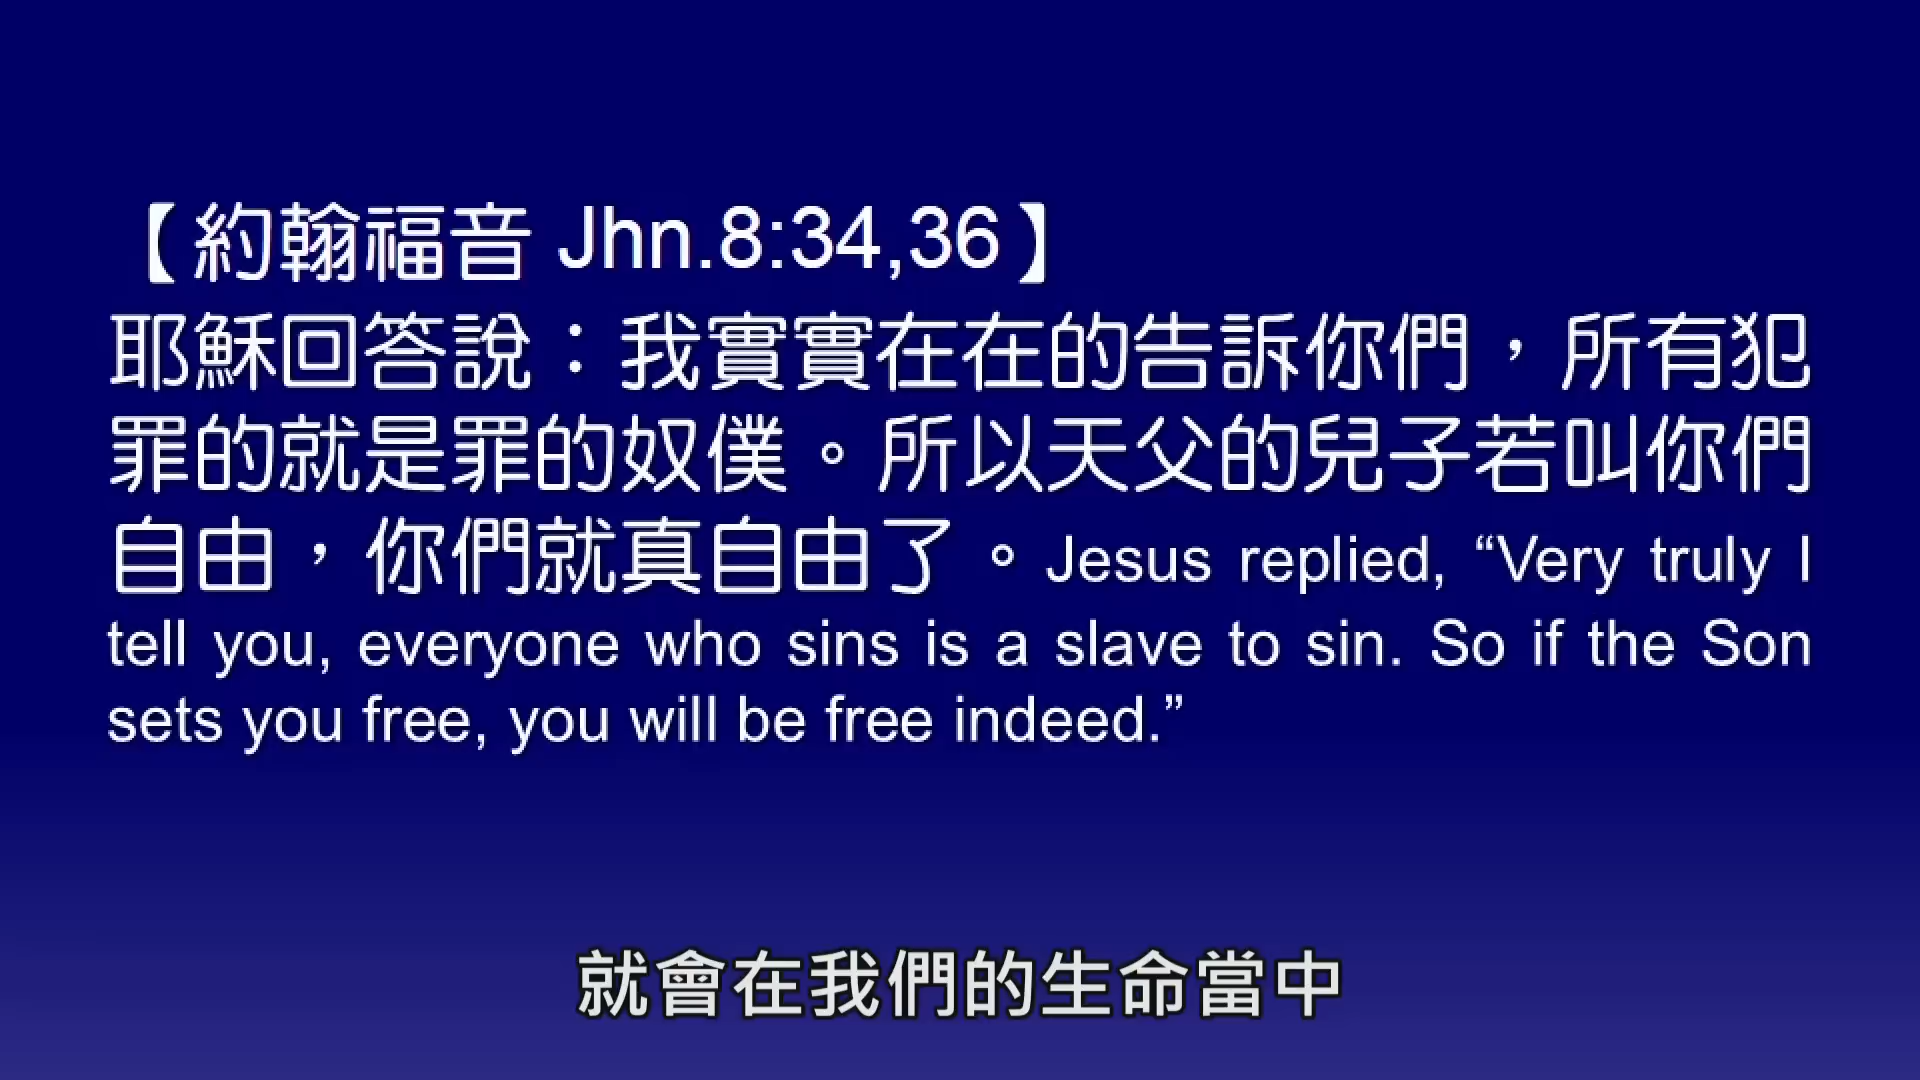 【約翰福音 Jhn.8:34,36】
耶穌回答說：我實實在在的告訴你們，所有犯
罪的就是罪的奴僕。所以天父的兒子若叫你們
自由，你們就真自由了。Jesus replied, “Very truly I
tell you, everyone who sins is a slave to sin. So if the Son
sets you free, you will be free indeed.”
就會在我們的生命當中